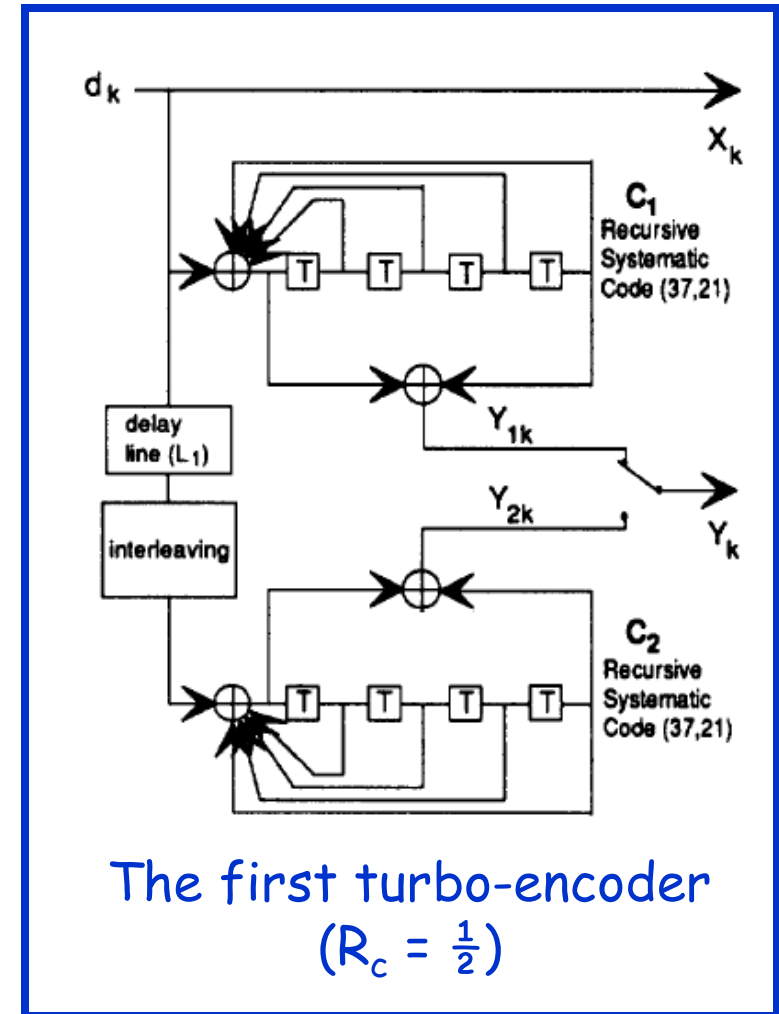 d k
X k
C1
Recursive
Systematic
Code (37,21)
T T T T
delay
line (L1)
Y1k
interleaving
Y2k
Yk
C2
Recursive
Systematic
Code (37,21)
T T T T
The first turbo-encoder
(Rc = ½)